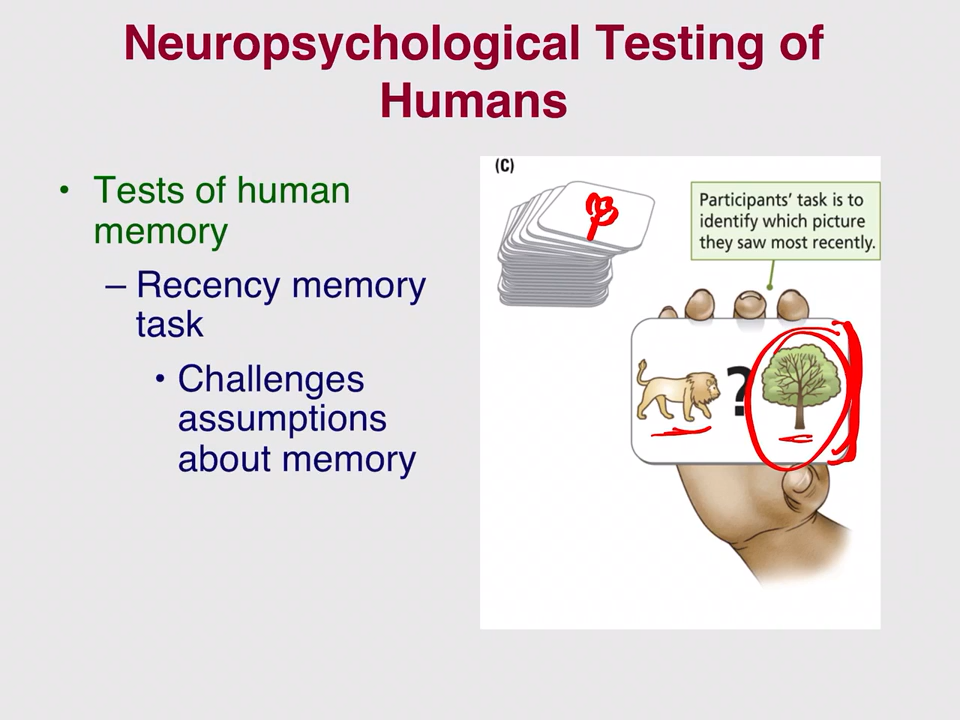 Neuropsychological Testing of
Humans
• Tests of human
memory
– Recency memory
task
• Challenges
assumptions
about memory
(C)
Participants' task is to
identify which picture
they saw most recently.
?